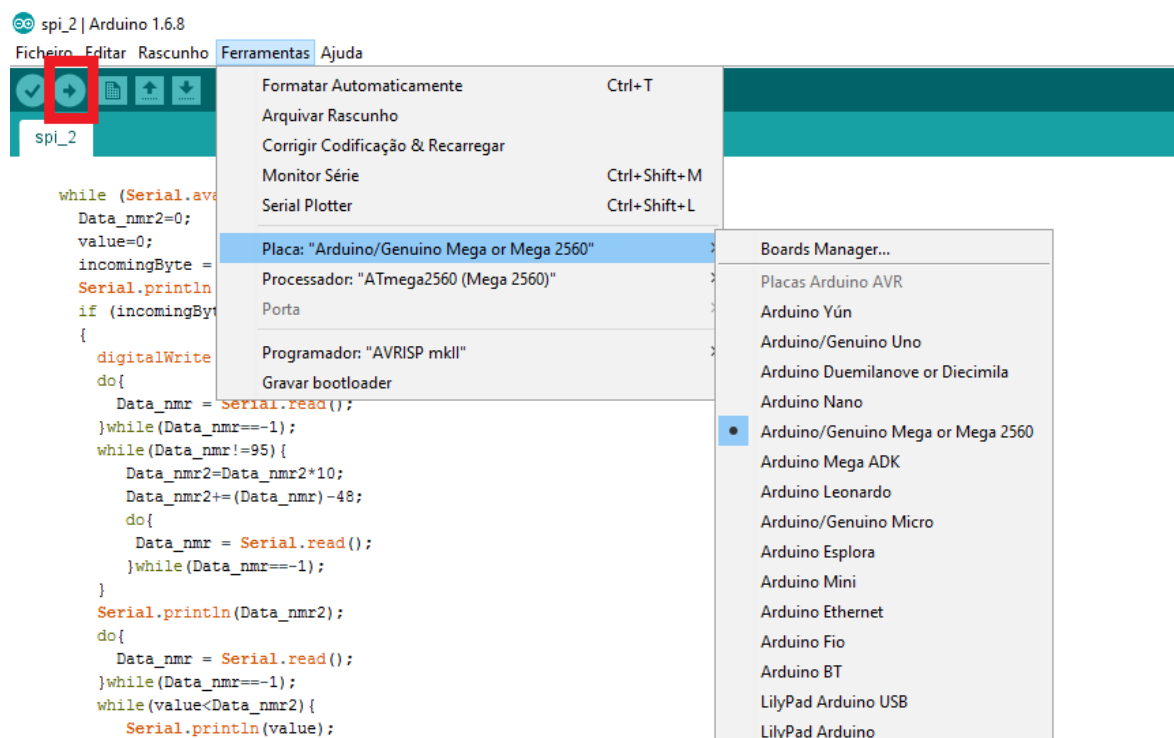 spi_2 | Arduino 1.6.8
Ficheiro Editar Rascunho Ferramentas Ajuda
spi_2
Formatar Automaticamente Ctrl+T
Arquivar Rascunho
Corrigir Codificação & Recarregar
Monitor Série Ctrl+Shift+M
Serial Plotter Ctrl+Shift+L
Placa: "Arduino/Genuino Mega or Mega 2560"
Processador: "ATmega2560 (Mega 2560)"
Porta
Programador: "AVRISP mkII"
Gravar bootloader
Boards Manager...
Placas Arduino AVR
Arduino Yún
Arduino/Genuino Uno
Arduino Duemilanove or Diecimila
Arduino Nano
Arduino/Genuino Mega or Mega 2560
Arduino Mega ADK
Arduino Leonardo
Arduino/Genuino Micro
Arduino Esplora
Arduino Mini
Arduino Ethernet
Arduino Fio
Arduino BT
LilyPad Arduino USB
LilyPad Arduino
while (Serial.ava
Data_nmr2=0;
value=0;
incomingByte =
Serial.println
if (incomingByt
{
digitalWrite
do{
Data_nmr = Serial.read();
}while(Data_nmr==-1);
while(Data_nmr!=95){
Data_nmr2=Data_nmr2*10;
Data_nmr2+=(Data_nmr)-48;
do{
Data_nmr = Serial.read();
}while(Data_nmr==-1);
}
Serial.println(Data_nmr2);
do{
Data_nmr = Serial.read();
}while(Data_nmr==-1);
while(value<Data_nmr2){
Serial.println(value);